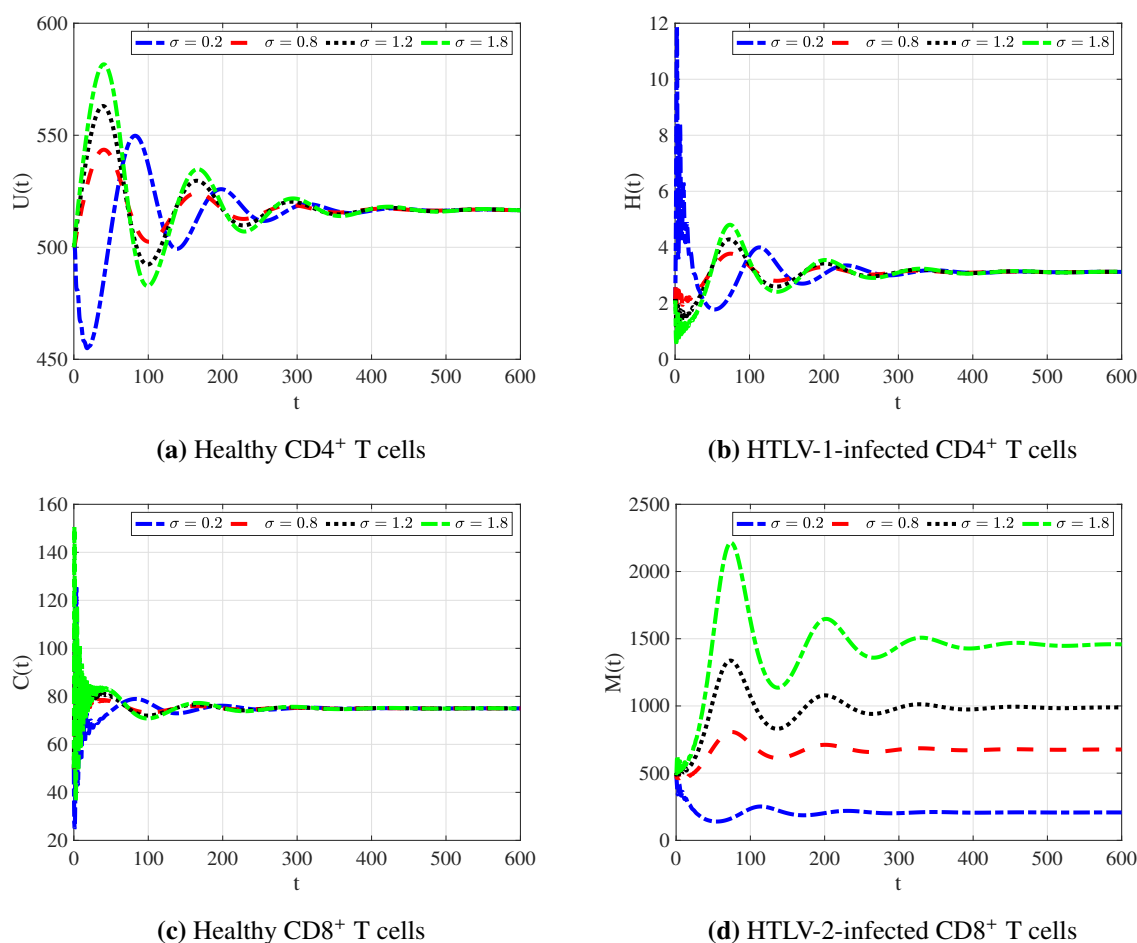 600
550
500
450
U(t)
σ = 0.2 σ = 0.8 σ = 1.2 σ = 1.8
0 100 200 300 400 500 600
t
(a) Healthy CD4⁺ T cells
12
10
8
6
4
2
0
H(t)
σ = 0.2 σ = 0.8 σ = 1.2 σ = 1.8
0 100 200 300 400 500 600
t
(b) HTLV-1-infected CD4⁺ T cells
160
140
120
100
80
60
40
20
C(t)
σ = 0.2 σ = 0.8 σ = 1.2 σ = 1.8
0 100 200 300 400 500 600
t
(c) Healthy CD8⁺ T cells
2500
2000
1500
1000
500
0
M(t)
σ = 0.2 σ = 0.8 σ = 1.2 σ = 1.8
0 100 200 300 400 500 600
t
(d) HTLV-2-infected CD8⁺ T cells